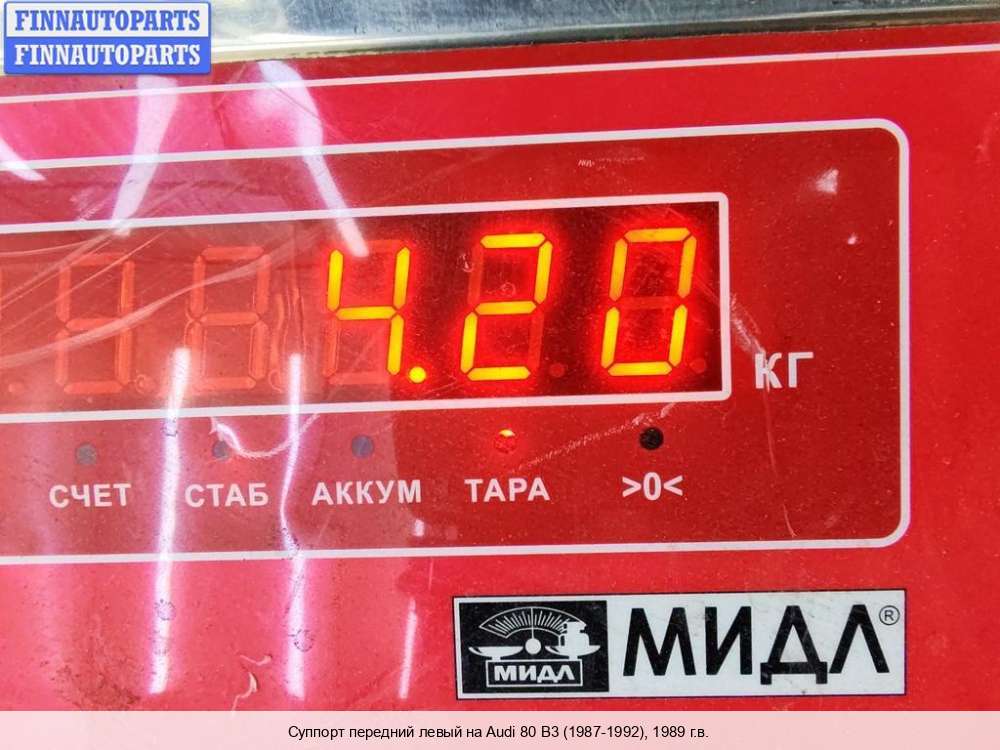 FINNAUTOPARTS
FINNAUTOPARTS
4.20
КГ
СЧЕТ СТАБ АККУМ ТАРА >0<
МИДЛ МИДЛ®
Суппорт передний левый на Audi 80 B3 (1987-1992), 1989 г.в.